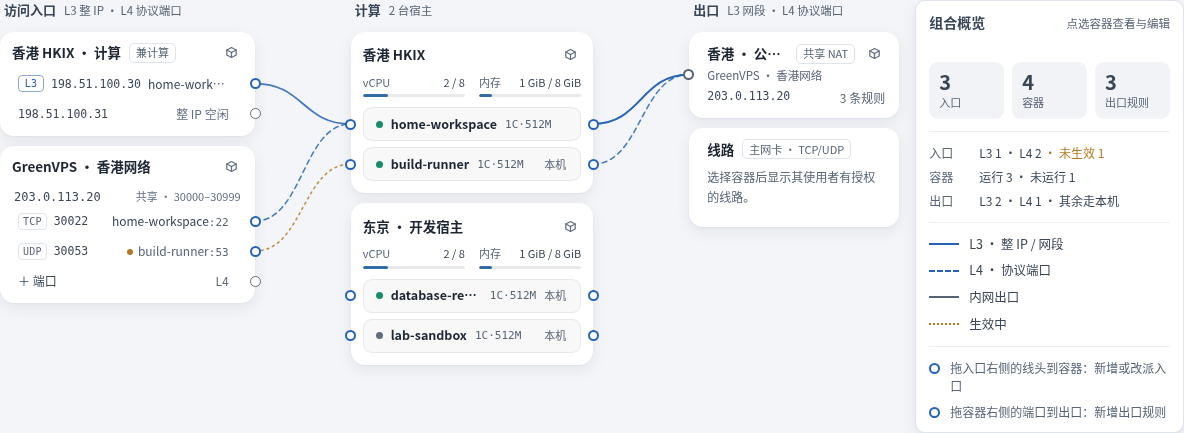 访问入口 L3 整 IP • L4 协议端口
香港 HKIX • 计算 兼计算
L3 198.51.100.30 home-work···
198.51.100.31 整 IP 空闲
GreenVPS • 香港网络
203.0.113.20 共享 • 30000–30999
TCP 30022 home-workspace:22
UDP 30053 build-runner:53
＋ 端口 L4
计算 2 台宿主
香港 HKIX
vCPU 2 / 8 内存 1 GiB / 8 GiB
home-workspace 1C·512M
build-runner 1C·512M 本机
东京 • 开发宿主
vCPU 2 / 8 内存 1 GiB / 8 GiB
database-re··· 1C·512M 本机
lab-sandbox 1C·512M 本机
出口 L3 网段 • L4 协议端口
香港 • 公··· 共享 NAT
GreenVPS • 香港网络
203.0.113.20 3 条规则
线路 主网卡 • TCP/UDP
选择容器后显示其使用者有授权
的线路。
组合概览 点选容器查看与编辑
3 4 3
入口 容器 出口规则
入口 L3 1 • L4 2 • 未生效 1
容器 运行 3 • 未运行 1
出口 L3 2 • L4 1 • 其余走本机
L3 • 整 IP / 网段
L4 • 协议端口
内网出口
生效中
拖入口右侧的线头到容器：新增或改派入
口
拖容器右侧的端口到出口：新增出口规则